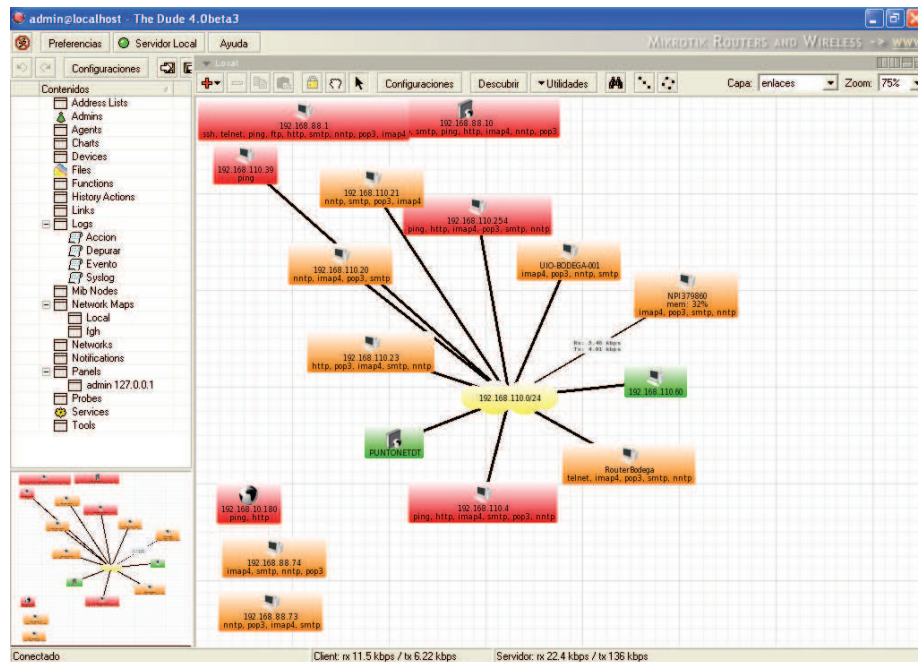 admin@localhost - The Dude 4.0beta3
Preferencias Servidor Local Ayuda
MIKROTIK ROUTERS AND WIRELESS -> www
Configuraciones
Local
Configuraciones Descubrir Utilidades Capa: enlaces Zoom: 75%
Contenidos
Address Lists
Admins
Agents
Charts
Devices
Files
Functions
History Actions
Links
Logs
Accion
Depurar
Evento
Syslog
Mib Nodes
Network Maps
Local
fgh
Networks
Notifications
Panels
admin 127.0.0.1
Probes
Services
Tools
192.168.88.1
ssh, telnet, ping, ftp, http, smtp, nntp, pop3, imap4
192.168.88.10
, smtp, ping, http, imap4, nntp, pop3
192.168.110.39
ping
192.168.110.21
nntp, smtp, pop3, imap4
192.168.110.254
ping, http, imap4, pop3, smtp, nntp
192.168.110.20
nntp, imap4, pop3, smtp
UIO-BODEGA-001
imap4, pop3, nntp, smtp
NPI379860
mem: 32%
imap4, pop3, smtp, nntp
192.168.110.23
http, pop3, imap4, smtp, nntp
192.168.110.0/24
192.168.110.60
PUNTONETDT
RouterBodega
telnet, imap4, pop3, smtp, nntp
192.168.10.180
ping, http
192.168.110.4
ping, http, imap4, smtp, pop3, nntp
192.168.88.74
imap4, smtp, nntp, pop3
192.168.88.73
nntp, pop3, imap4, smtp
Conectado Client: rx 11.5 kbps / tx 6.22 kbps Servidor: rx 22.4 kbps / tx 136 kbps